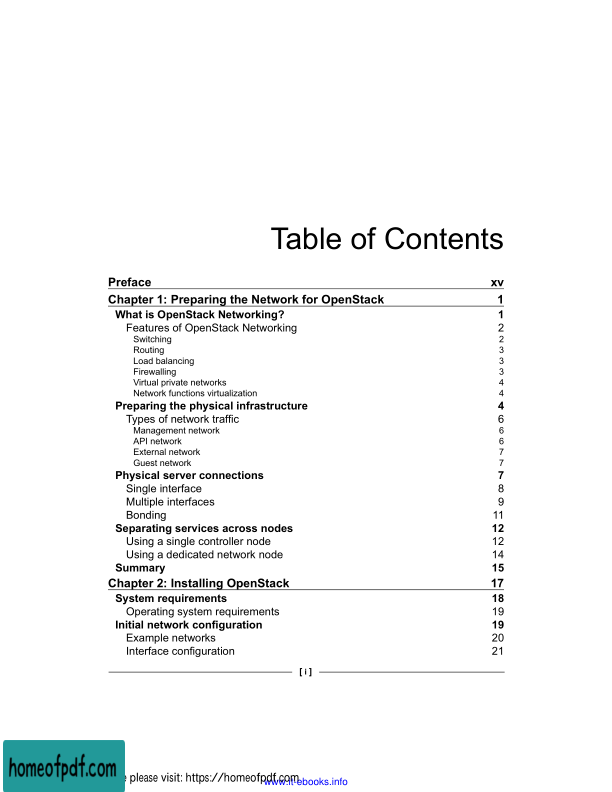 Table of Contents
Preface xv
Chapter 1: Preparing the Network for OpenStack 1
What is OpenStack Networking? 1
Features of OpenStack Networking 2
Switching 2
Routing 3
Load balancing 3
Firewalling 3
Virtual private networks 4
Network functions virtualization 4
Preparing the physical infrastructure 4
Types of network traffic 6
Management network 6
API network 6
External network 7
Guest network 7
Physical server connections 7
Single interface 8
Multiple interfaces 9
Bonding 11
Separating services across nodes 12
Using a single controller node 12
Using a dedicated network node 14
Summary 15
Chapter 2: Installing OpenStack 17
System requirements 18
Operating system requirements 19
Initial network configuration 19
Example networks 20
Interface configuration 21
[ i ]
homeofpdf.com
please visit: https://homeofpdf.com
www.it-ebooks.info